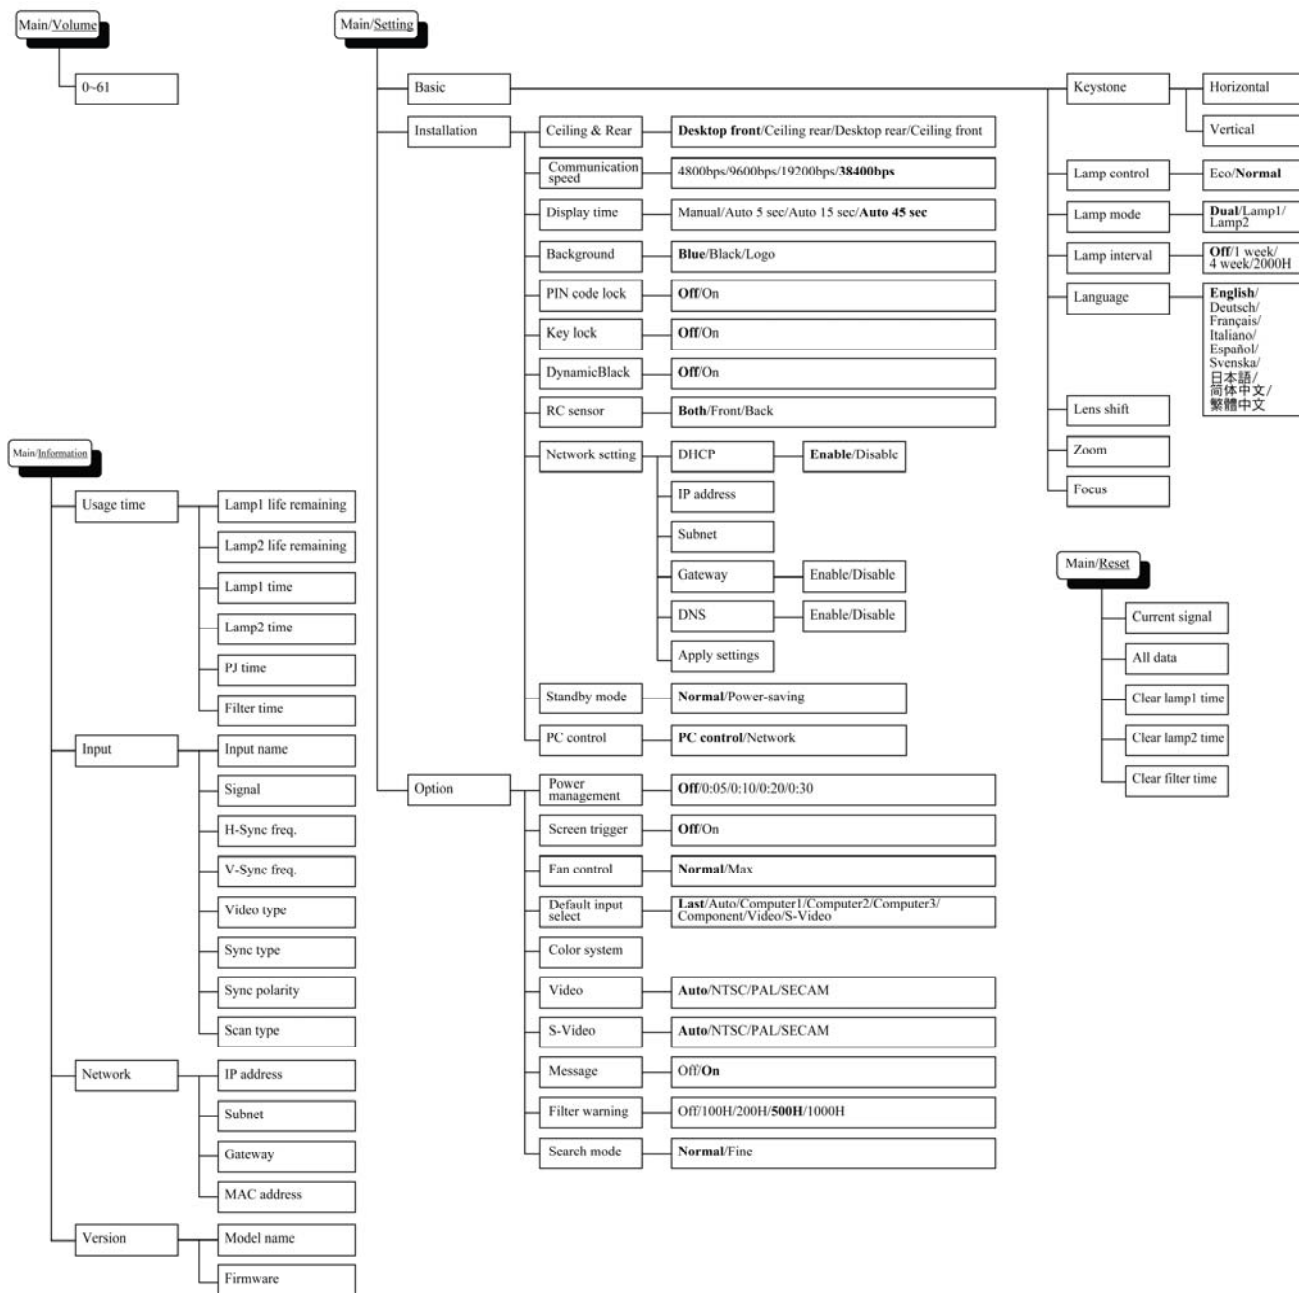 Main/Volume
0~61
Main/Setting
Basic
Keystone
Horizontal
Vertical
Lamp control
Eco/Normal
Lamp mode
Dual/Lamp1/
Lamp2
Lamp interval
Off/1 week/
4 week/2000H
Language
English/
Deutsch/
Français/
Italiano/
Español/
Svenska/
日本語/
简体中文/
繁體中文
Lens shift
Zoom
Focus
Installation
Ceiling & Rear
Desktop front/Ceiling rear/Desktop rear/Ceiling front
Communication
speed
4800bps/9600bps/19200bps/38400bps
Display time
Manual/Auto 5 sec/Auto 15 sec/Auto 45 sec
Background
Blue/Black/Logo
PIN code lock
Off/On
Key lock
Off/On
DynamicBlack
Off/On
RC sensor
Both/Front/Back
Network setting
DHCP
Enable/Disable
IP address
Subnet
Gateway
Enable/Disable
DNS
Enable/Disable
Apply settings
Standby mode
Normal/Power-saving
PC control
PC control/Network
Option
Power
management
Off/0:05/0:10/0:20/0:30
Screen trigger
Off/On
Fan control
Normal/Max
Default input
select
Last/Auto/Computer1/Computer2/Computer3/
Component/Video/S-Video
Color system
Video
Auto/NTSC/PAL/SECAM
S-Video
Auto/NTSC/PAL/SECAM
Message
Off/On
Filter warning
Off/100H/200H/500H/1000H
Search mode
Normal/Fine
Main/Information
Usage time
Lamp1 life remaining
Lamp2 life remaining
Lamp1 time
Lamp2 time
PJ time
Filter time
Input
Input name
Signal
H-Sync freq.
V-Sync freq.
Video type
Sync type
Sync polarity
Scan type
Network
IP address
Subnet
Gateway
MAC address
Version
Model name
Firmware
Main/Reset
Current signal
All data
Clear lamp1 time
Clear lamp2 time
Clear filter time